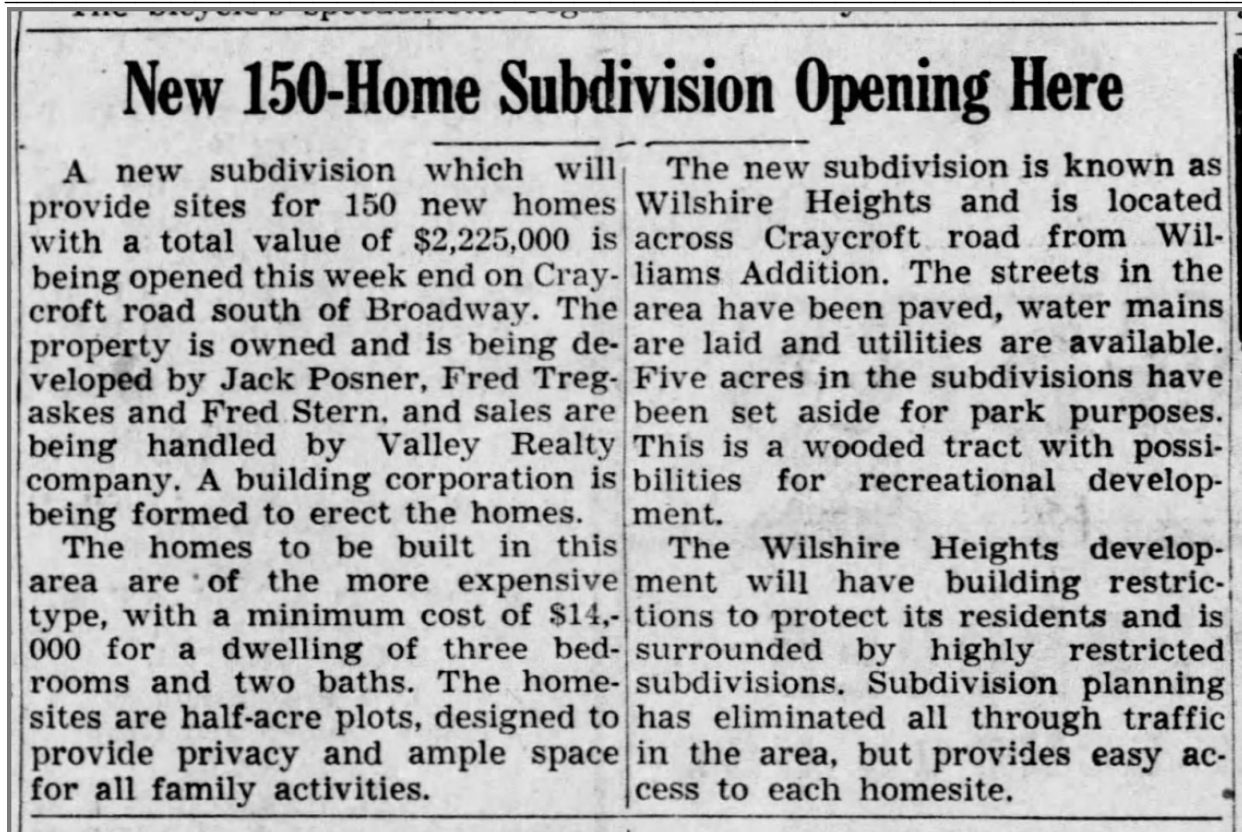 New 150-Home Subdivision Opening Here
A new subdivision which will
provide sites for 150 new homes
with a total value of $2,225,000 is
being opened this week end on Cray-
croft road south of Broadway. The
property is owned and is being de-
veloped by Jack Posner, Fred Treg-
askes and Fred Stern. and sales are
being handled by Valley Realty
company. A building corporation is
being formed to erect the homes.
The homes to be built in this
area are of the more expensive
type, with a minimum cost of $14,-
000 for a dwelling of three bed-
rooms and two baths. The home-
sites are half-acre plots, designed to
provide privacy and ample space
for all family activities.
The new subdivision is known as
Wilshire Heights and is located
across Craycroft road from Wil-
liams Addition. The streets in the
area have been paved, water mains
are laid and utilities are available.
Five acres in the subdivisions have
been set aside for park purposes.
This is a wooded tract with possi-
bilities for recreational develop-
ment.
The Wilshire Heights develop-
ment will have building restric-
tions to protect its residents and is
surrounded by highly restricted
subdivisions. Subdivision planning
has eliminated all through traffic
in the area, but provides easy ac-
cess to each homesite.